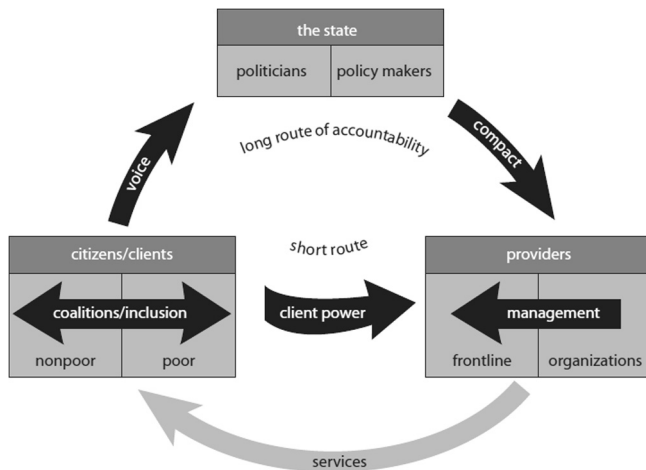 the state
politicians
policy makers
long route of accountability
voice
compact
short route
citizens/clients
coalitions/inclusion
nonpoor
poor
client power
providers
management
frontline
organizations
services